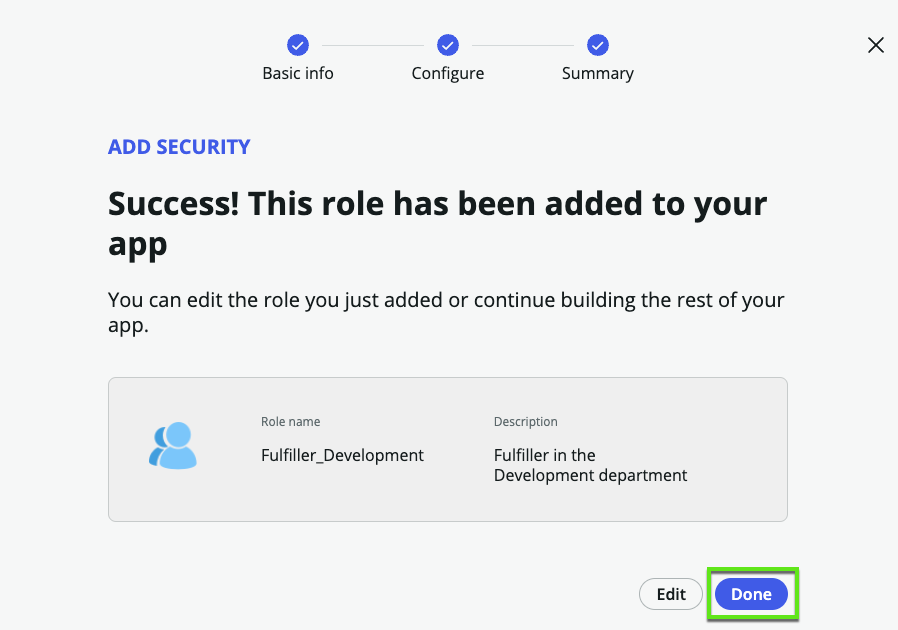 Basic info
Configure
Summary
ADD SECURITY
Success! This role has been added to your
app
You can edit the role you just added or continue building the rest of your
app.
Role name
Description
Fulfiller_Development
Fulfiller in the
Development department
Edit
Done